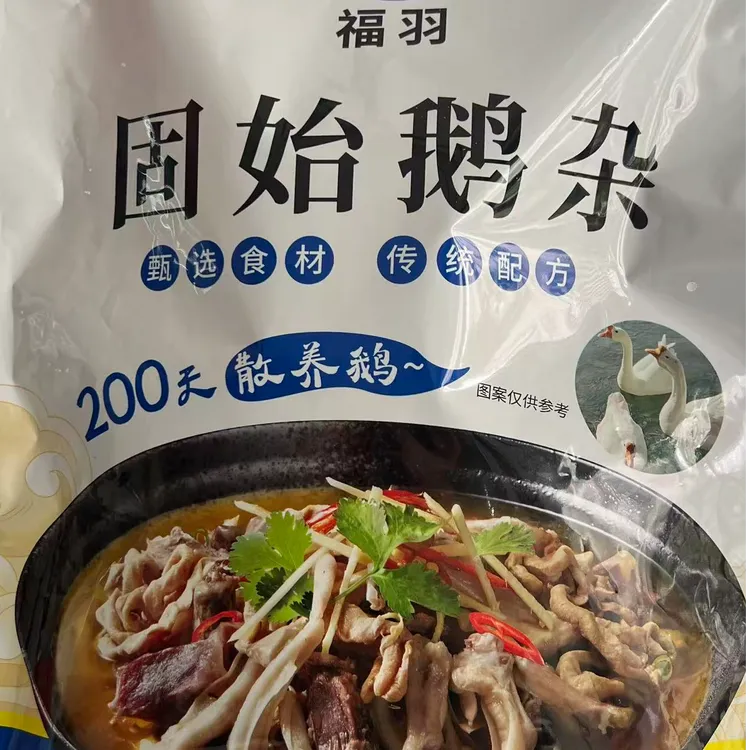 福羽
固始鹅杂
甄选食材 传统配方
200天散养鹅~
图案仅供参考